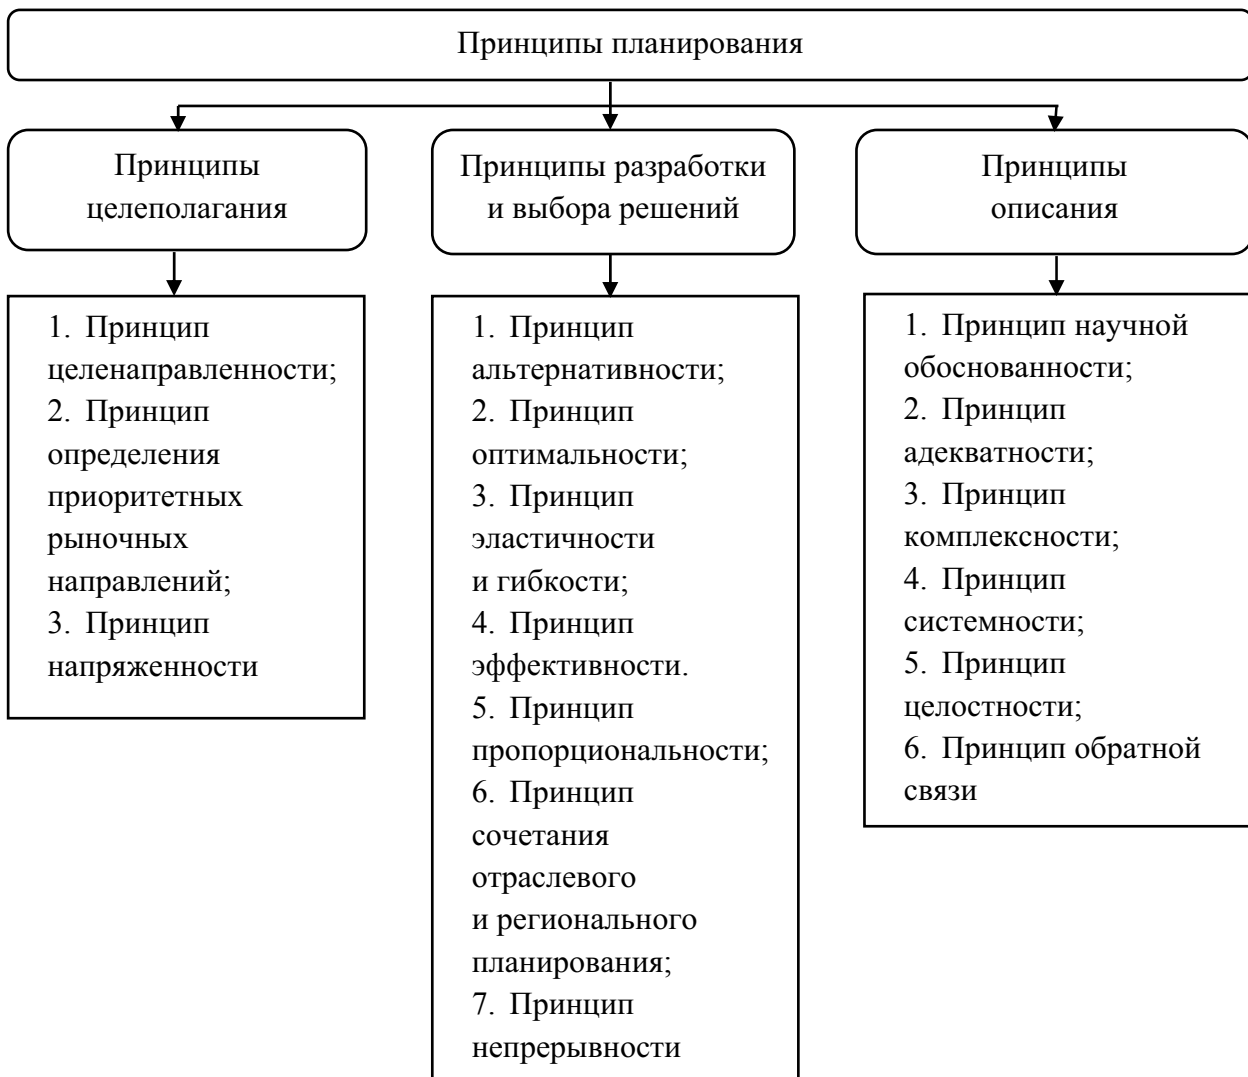 Принципы планирования
Принципы
целеполагания
Принципы разработки
и выбора решений
Принципы
описания
1. Принцип
целенаправленности;
2. Принцип
определения
приоритетных
рыночных
направлений;
3. Принцип
напряженности
1. Принцип
альтернативности;
2. Принцип
оптимальности;
3. Принцип
эластичности
и гибкости;
4. Принцип
эффективности.
5. Принцип
пропорциональности;
6. Принцип
сочетания
отраслевого
и регионального
планирования;
7. Принцип
непрерывности
1. Принцип научной
обоснованности;
2. Принцип
адекватности;
3. Принцип
комплексности;
4. Принцип
системности;
5. Принцип
целостности;
6. Принцип обратной
связи